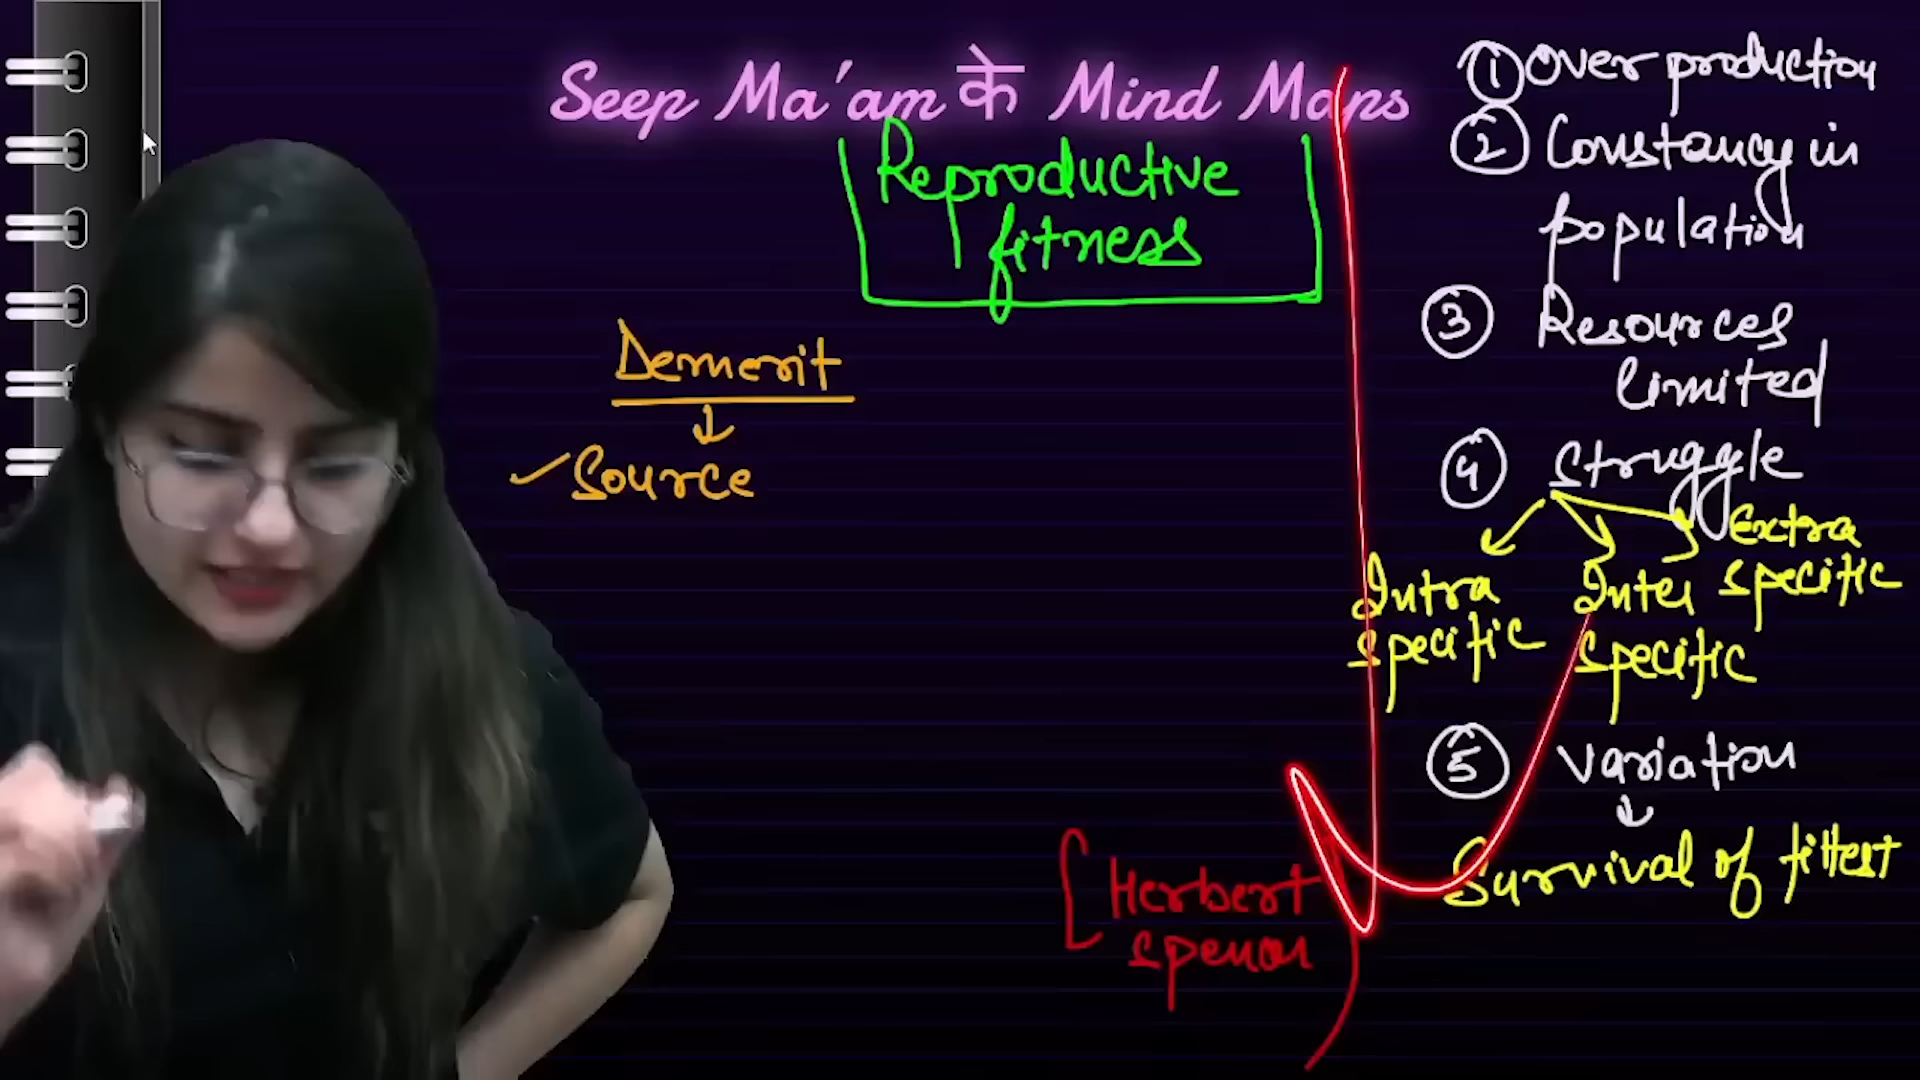 Seep Ma'am के Mind Maps
Reproductive
fitness
Demerit
Source
① Over production
② Constancy in
population
③ Resources
limited
④ Struggle
Extra
specific
Intra
specific
Inter
specific
⑤ Variation
Survival of fittest
Herbert